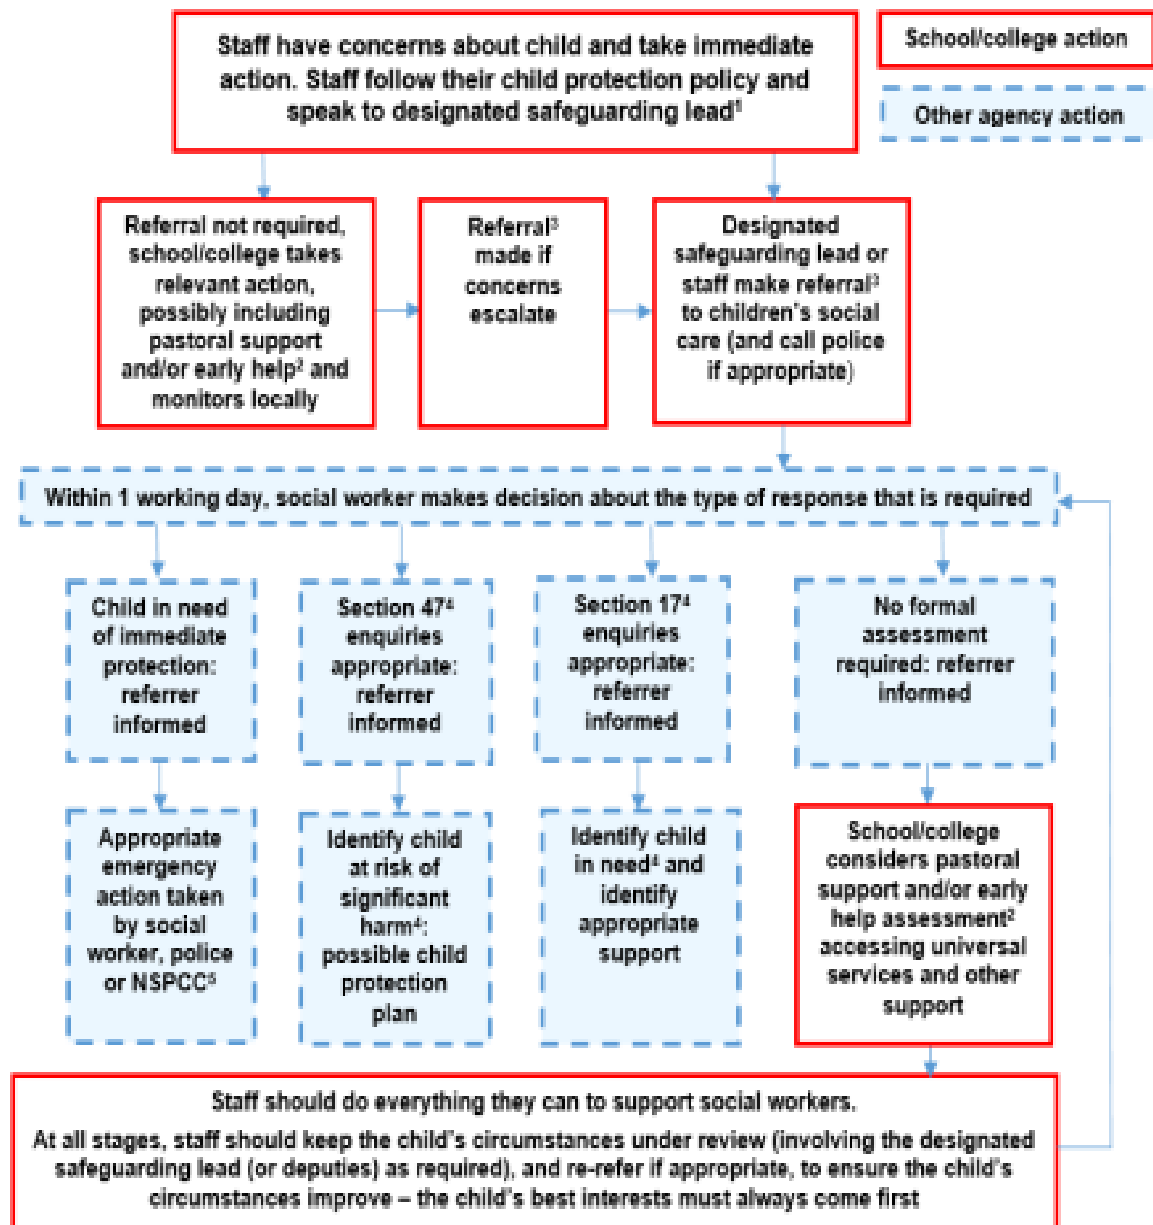 Staff have concerns about child and take immediate
action. Staff follow their child protection policy and
speak to designated safeguarding lead¹
School/college action
Other agency action
Referral not required,
school/college takes
relevant action,
possibly including
pastoral support
and/or early help² and
monitors locally
Referral³
made if
concerns
escalate
Designated
safeguarding lead or
staff make referral³
to children's social
care (and call police
if appropriate)
Within 1 working day, social worker makes decision about the type of response that is required
Child in need
of immediate
protection:
referrer
informed
Section 47⁴
enquiries
appropriate:
referrer
informed
Section 17⁴
enquiries
appropriate:
referrer
informed
No formal
assessment
required: referrer
informed
Appropriate
emergency
action taken
by social
worker, police
or NSPCC⁵
Identify child
at risk of
significant
harm⁴:
possible child
protection
plan
Identify child
in need⁴ and
identify
appropriate
support
School/college
considers pastoral
support and/or early
help assessment²
accessing universal
services and other
support
Staff should do everything they can to support social workers.
At all stages, staff should keep the child's circumstances under review (involving the designated
safeguarding lead (or deputies) as required), and re-refer if appropriate, to ensure the child's
circumstances improve – the child's best interests must always come first